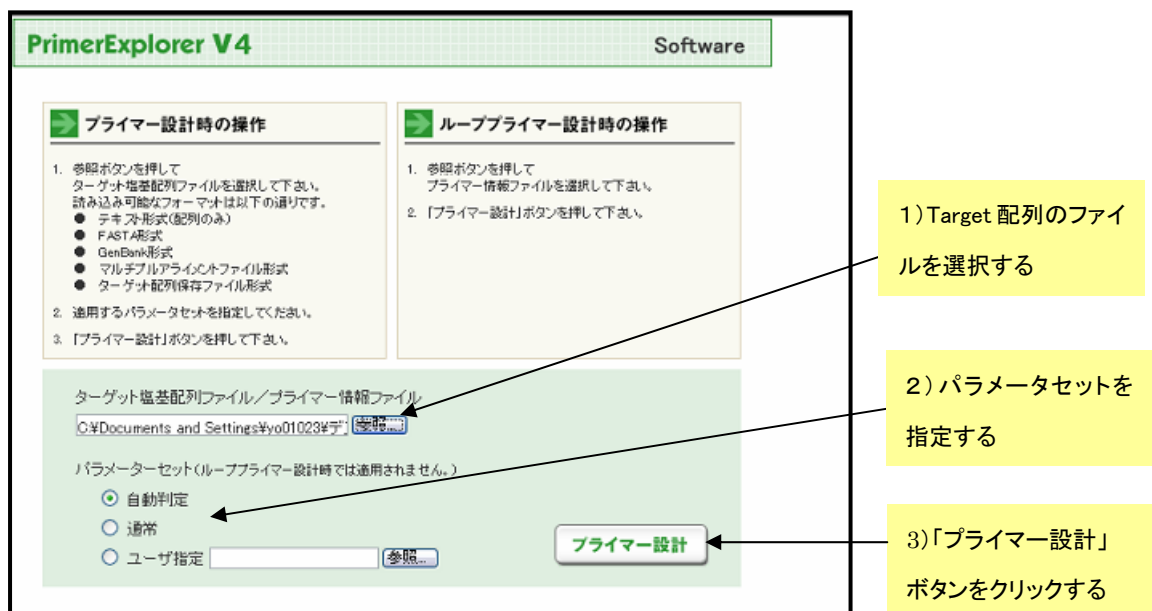 PrimerExplorer V4
Software
プライマー設計時の操作
1. 参照ボタンを押して
ターゲット塩基配列ファイルを選択して下さい。
読み込み可能なフォーマットは以下の通りです。
● テキスト形式(配列のみ)
● FASTA形式
● GenBank形式
● マルチプルアライメントファイル形式
● ターゲット配列保存ファイル形式
2. 適用するパラメータセットを指定してください。
3. 「プライマー設計」ボタンを押して下さい。
ループプライマー設計時の操作
1. 参照ボタンを押して
プライマー情報ファイルを選択して下さい。
2. 「プライマー設計」ボタンを押して下さい。
ターゲット塩基配列ファイル／プライマー情報ファイル
C:¥Documents and Settings¥yo01023¥デ 参照...
パラメーターセット(ループプライマー設計時では適用されません。)
自動判定
通常
ユーザ指定 参照...
プライマー設計
1)Target 配列のファイ
ルを選択する
2) パラメータセットを
指定する
3)「プライマー設計」
ボタンをクリックする